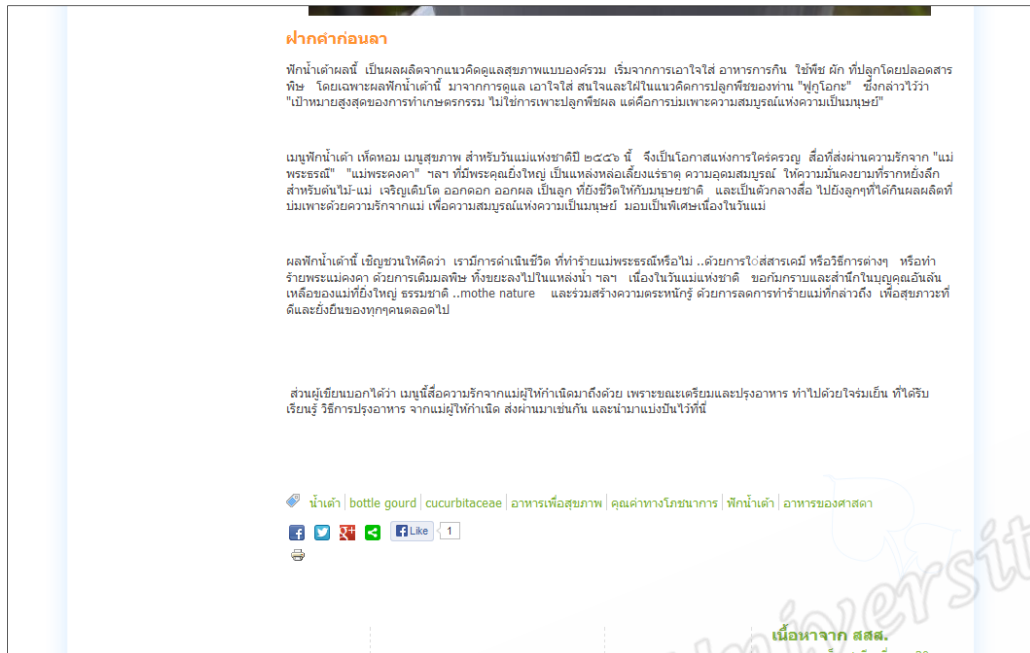 ฝากคำก่อนลา
ฟักน้ำเต้าผลนี้ เป็นผลผลิตจากแนวคิดดูแลสุขภาพแบบองค์รวม เริ่มจากการเอาใจใส่ อาหารการกิน ใช้พืช ผัก ที่ปลูกโดยปลอดสาร
พิษ โดยเฉพาะผลฟักน้ำเต้านี้ มาจากการดูแล เอาใจใส่ สนใจและใฝ่ในแนวคิดการปลูกพืชของท่าน "ฟูกูโอกะ" ซึ่งกล่าวไว้ว่า
"เป้าหมายสูงสุดของการทำเกษตรกรรม ไม่ใช่การเพาะปลูกพืชผล แต่คือการบ่มเพาะความสมบูรณ์แห่งความเป็นมนุษย์"
เมนูฟักน้ำเต้า เห็ดหอม เมนูสุขภาพ สำหรับวันแม่แห่งชาติปี ๒๕๕๖ นี้ จึงเป็นโอกาสแห่งการใคร่ครวญ สื่อที่ส่งผ่านความรักจาก "แม่
พระธรณี" "แม่พระคงคา" ฯลฯ ที่มีพระคุณยิ่งใหญ่ เป็นแหล่งหล่อเลี้ยงแร่ธาตุ ความอุดมสมบูรณ์ ให้ความมั่นคงยามที่รากหยั่งลึก
สำหรับต้นไม้-แม่ เจริญเติบโต ออกดอก ออกผล เป็นลูก ที่ยังชีวิตให้กับมนุษยชาติ และเป็นตัวกลางสื่อ ไปยังลูกๆที่ได้กินผลผลิตที่
บ่มเพาะด้วยความรักจากแม่ เพื่อความสมบูรณ์แห่งความเป็นมนุษย์ มอบเป็นพิเศษเนื่องในวันแม่
ผลฟักน้ำเต้านี้ เชิญชวนให้คิดว่า เรามีการดำเนินชีวิต ที่ทำร้ายแม่พระธรณีหรือไม่ ..ด้วยการใ่ส่สารเคมี หรือวิธีการต่างๆ หรือทำ
ร้ายพระแม่คงคา ด้วยการเติมมลพิษ ทิ้งขยะลงไปในแหล่งน้ำ ฯลฯ เนื่องในวันแม่แห่งชาติ ขอก้มกราบและสำนึกในบุญคุณอันล้น
เหลือของแม่ที่ยิ่งใหญ่ ธรรมชาติ ..mothe nature และร่วมสร้างความตระหนักรู้ ด้วยการลดการทำร้ายแม่ที่กล่าวถึง เพื่อสุขภาวะที่
ดีและยั่งยืนของทุกๆคนตลอดไป
ส่วนผู้เขียนบอกได้ว่า เมนูนี้สื่อความรักจากแม่ผู้ให้กำเนิดมาถึงด้วย เพราะขณะเตรียมและปรุงอาหาร ทำไปด้วยใจร่มเย็น ที่ได้รับ
เรียนรู้ วิธีการปรุงอาหาร จากแม่ผู้ให้กำเนิด ส่งผ่านมาเช่นกัน และนำมาแบ่งปันไว้ที่นี่
น้ำเต้า bottle gourd cucurbitaceae อาหารเพื่อสุขภาพ คุณค่าทางโภชนาการ ฟักน้ำเต้า อาหารของศาสดา
Like 1
เนื้อหาจาก สสส.